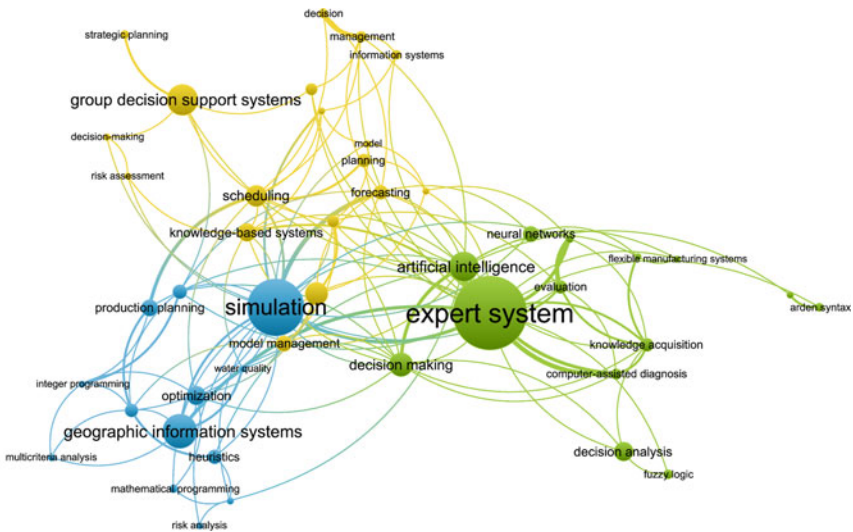 decision
strategic planning
management
information systems
group decision support systems
decision-making
model
planning
risk assessment
scheduling
forecasting
knowledge-based systems
neural networks
flexible manufacturing systems
artificial intelligence
evaluation
production planning
simulation
expert system
arden syntax
model management
knowledge acquisition
water quality
decision making
computer-assisted diagnosis
integer programming
optimization
geographic information systems
decision analysis
multicriteria analysis
heuristics
fuzzy logic
mathematical programming
risk analysis